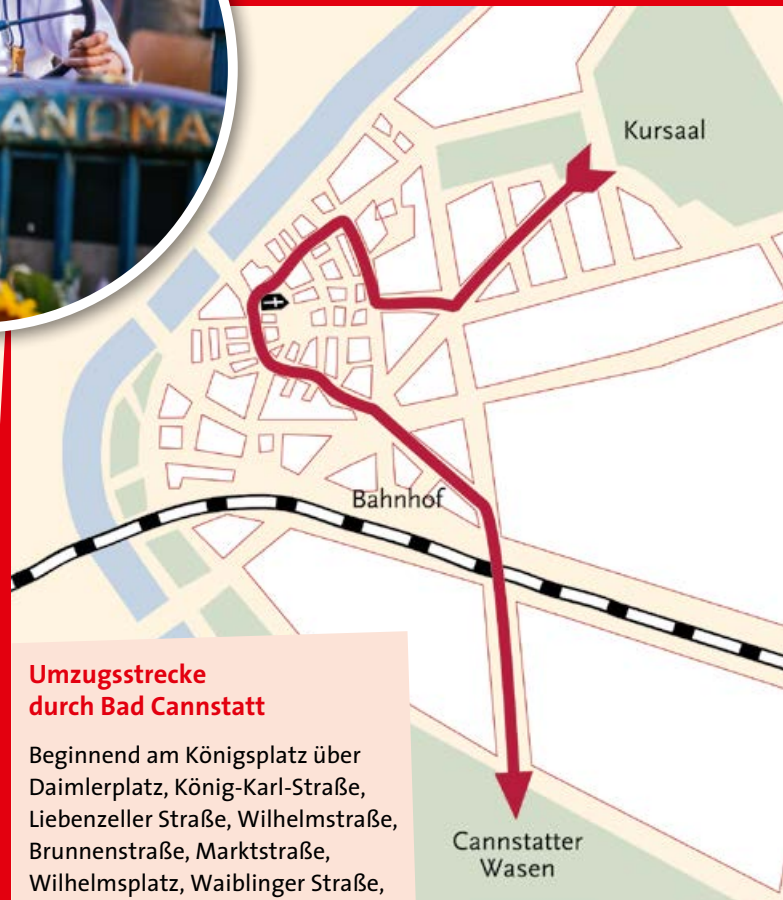 ANOMA
Kursaal
Bahnhof
Umzugsstrecke
durch Bad Cannstatt
Beginnend am Königsplatz über
Daimlerplatz, König-Karl-Straße,
Liebenzeller Straße, Wilhelmstraße,
Brunnenstraße, Marktstraße,
Wilhelmsplatz, Waiblinger Straße,
Cannstatter
Wasen